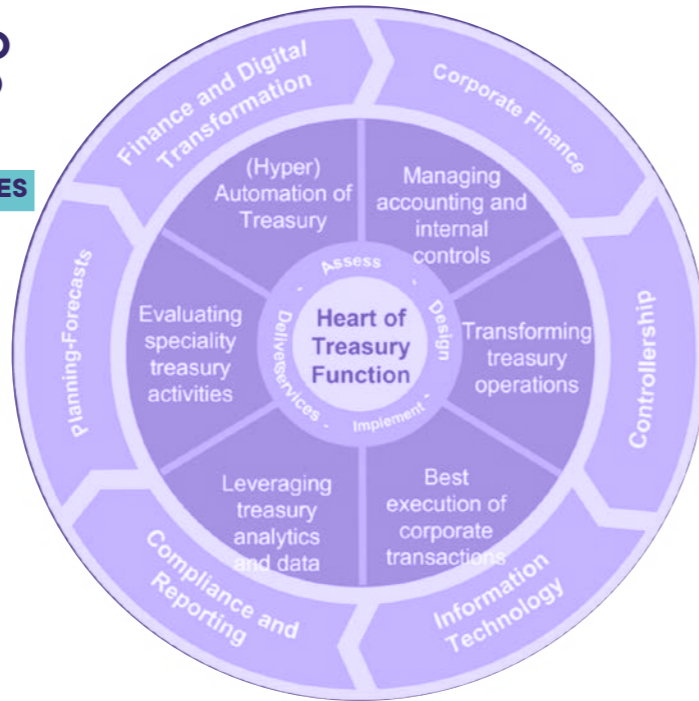 D
ES
Finance and Digital
Transformation
Corporate Finance
Controllership
Information
Technology
Compliance and
Reporting
Planning-Forecasts
(Hyper)
Automation of
Treasury
Managing
accounting and
internal
controls
Transforming
treasury
operations
Best
execution of
corporate
transactions
Leveraging
treasury
analytics
and data
Evaluating
speciality
treasury
activities
- Assess -
Design
- Implement -
Deliverservices
Heart of
Treasury
Function